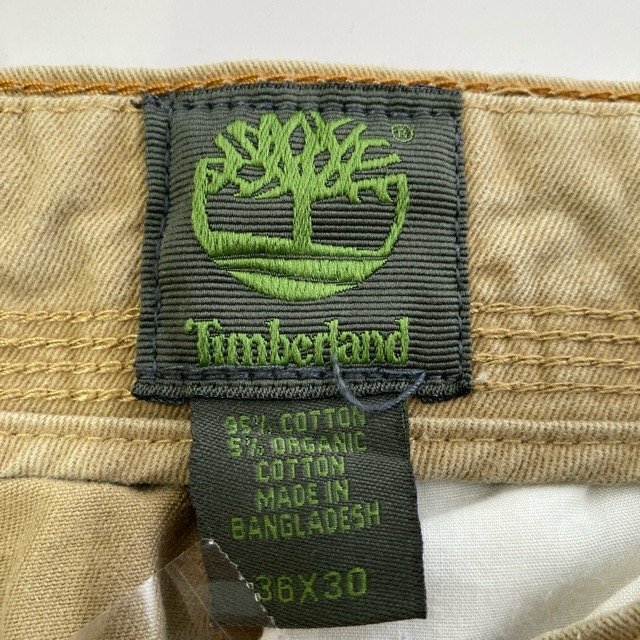 ®
Timberland
95% COTTON
5% ORGANIC
COTTON
MADE IN
BANGLADESH
36X30